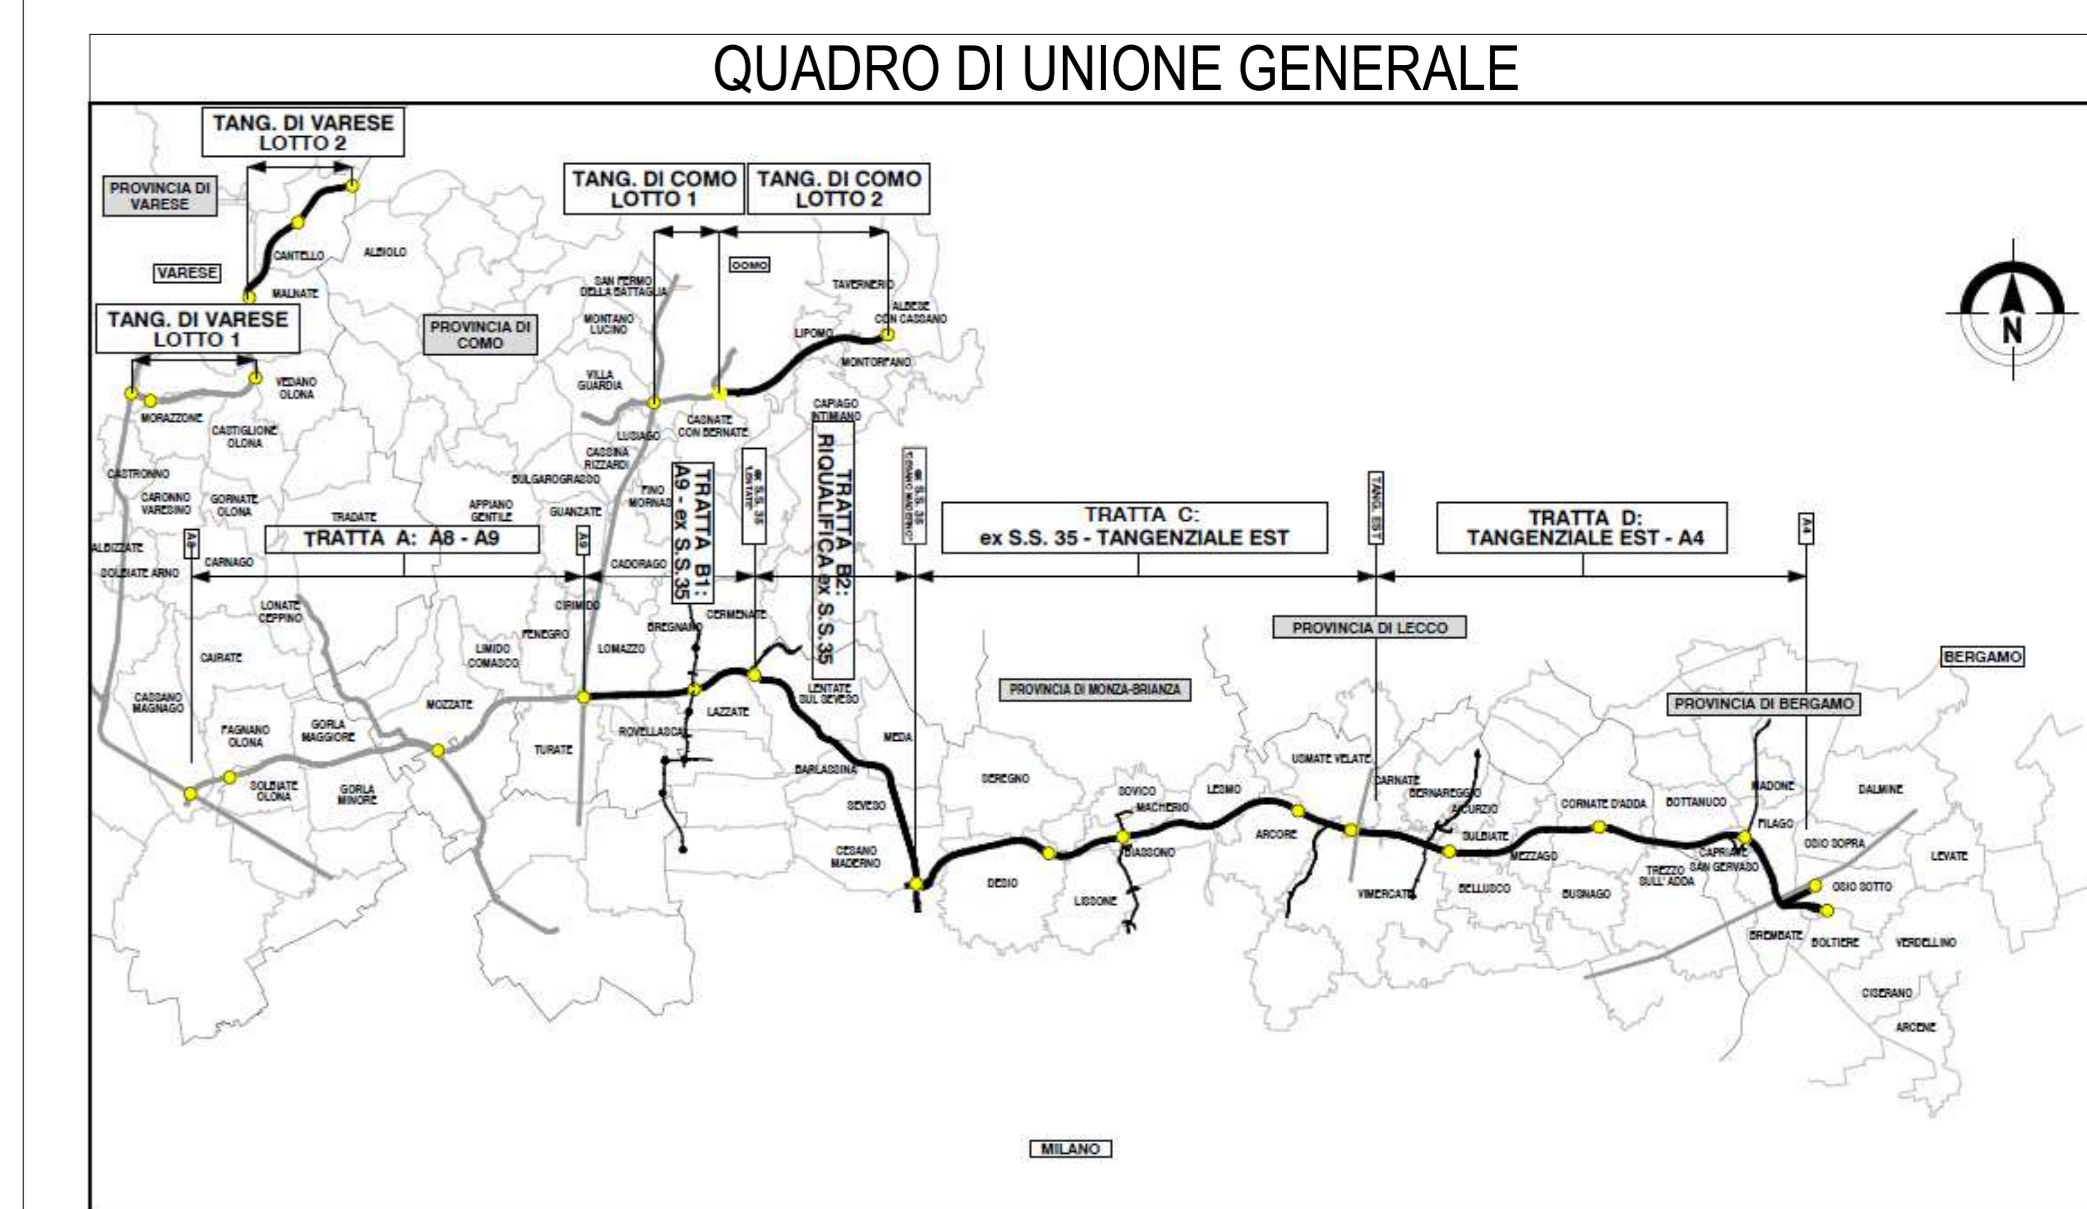 QUADRO DI UNIONE GENERALE
TANG. DI VARESE
LOTTO 2
PROVINCIA DI
VARESE
TANG. DI COMO
LOTTO 1
TANG. DI COMO
LOTTO 2
CANTELLO
ALBIOLO
VARESE
COMO
MALNATE
SAN FERMO
DELLA BATTAGLIA
TAVERNERIO
ALBESE
CON CASSANO
TANG. DI VARESE
LOTTO 1
PROVINCIA DI
COMO
MONTANO
LUCINO
LIPOMO
MONTORFANO
N
VEDANO
OLONA
VILLA
GUARDIA
MORAZZONE
CASTIGLIONE
OLONA
CAPIAGO
INTIMIANO
CASNATE
CON BERNATE
LUSIAGO
CASSINA
RIZZARDI
CASTRONNO
BULGAROGRASSO
CARONNO
VARESINO
GORNATE
OLONA
TRADATE
APPIANO
GENTILE
GUANZATE
FINO
MORNAS
TRATTA B1:
A9 - ex S.S.35
ex S.S. 35
"LENTATE"
TRATTA B2:
RIQUALIFICA ex S.S.35
ex S.S. 35
"CESANO MADERNO"
TRATTA C:
ex S.S. 35 - TANGENZIALE EST
TANG. EST
TRATTA D:
TANGENZIALE EST - A4
A4
A8
TRATTA A: A8 - A9
A9
ALBIZZATE
SOLBIATE ARNO
CARNAGO
CADORAGO
LONATE
CEPPINO
CIRIMIDO
FENEGRO
BREGNANO
CERMENATE
PROVINCIA DI LECCO
CAIRATE
LIMIDO
COMASCO
LOMAZZO
BERGAMO
CASSANO
MAGNAGO
MOZZATE
LAZZATE
LENTATE
SUL SEVESO
PROVINCIA DI MONZA-BRIANZA
PROVINCIA DI BERGAMO
FAGNANO
OLONA
GORLA
MAGGIORE
TURATE
ROVELLASCA
MEDA
USMATE VELATE
BARLASSINA
SEREGNO
CARNATE
SOLBIATE
OLONA
GORLA
MINORE
SEVESO
SOVICO
MACHERIO
LESMO
BERNAREGGIO
AICURZIO
CORNATE D'ADDA
BOTTANUCO
MADONE
DALMINE
FILAGO
ARCORE
SULBIATE
MEZZAGO
OSIO SOPRA
LEVATE
CESANO
MADERNO
DESIO
BIASSONO
LISSONE
VIMERCATE
BELLUSCO
BUSNAGO
TREZZO
SULL'ADDA
CAPRIATE
SAN GERVASO
OSIO SOTTO
BREMBATE
BOLTIERE
VERDELLINO
CISERANO
ARCENE
MILANO